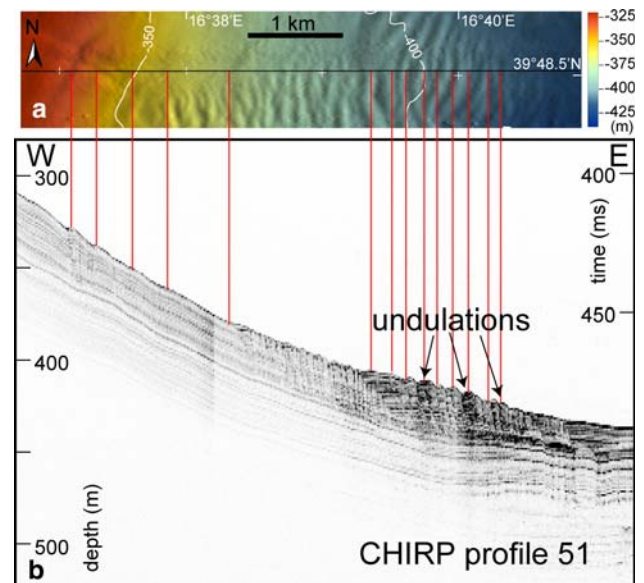 N
16°38'E
16°40'
-325
-350
1 km
-350
-375
-400
-400
39°48.5'N
-425
a
(m)
W
E
300
400
time (ms)
450
undulations
400
depth (m)
500
b
CHIRP profile 51